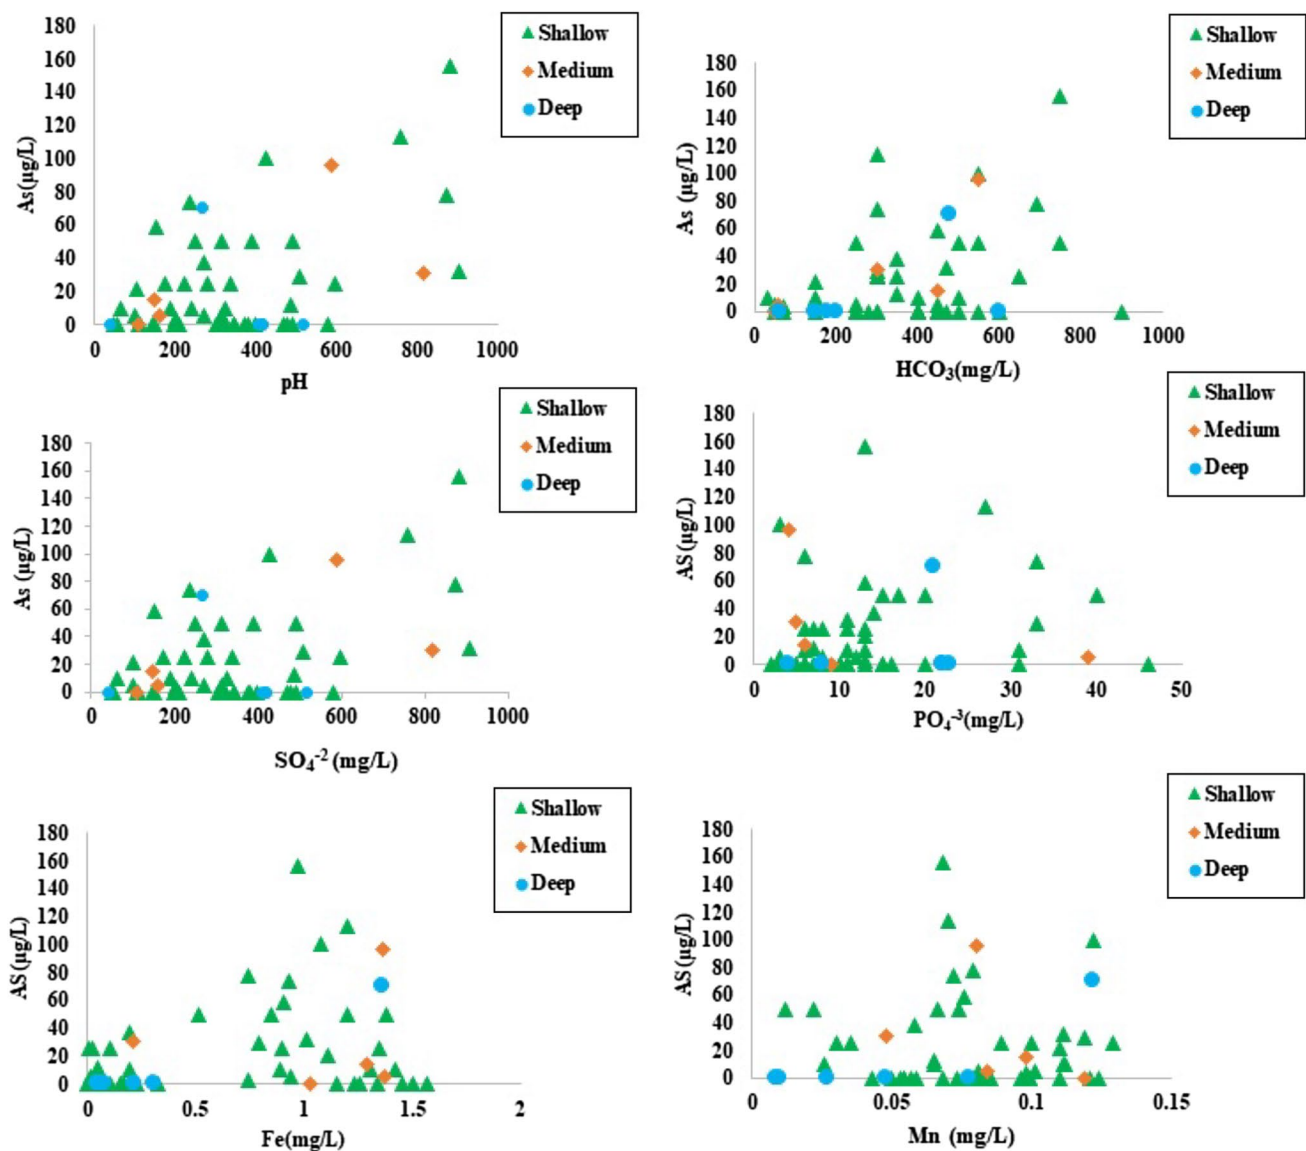 Shallow
Medium
Deep
180
160
140
120
100
80
60
40
20
0
As(µg/L)
0 200 400 600 800 1000
pH
Shallow
Medium
Deep
180
160
140
120
100
80
60
40
20
0
As (µg/L)
0 200 400 600 800 1000
HCO₃(mg/L)
Shallow
Medium
Deep
180
160
140
120
100
80
60
40
20
0
As (µg/L)
0 200 400 600 800 1000
SO₄⁻² (mg/L)
Shallow
Medium
Deep
180
160
140
120
100
80
60
40
20
0
AS (µg/L)
0 10 20 30 40 50
PO₄⁻³(mg/L)
Shallow
Medium
Deep
180
160
140
120
100
80
60
40
20
0
AS (µg/L)
0 0.5 1 1.5 2
Fe(mg/L)
Shallow
Medium
Deep
180
160
140
120
100
80
60
40
20
0
AS (µg/L)
0 0.05 0.1 0.15
Mn (mg/L)